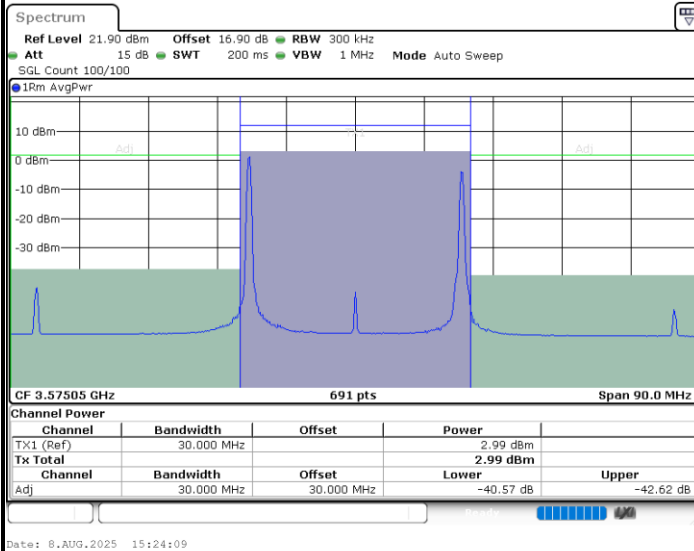 Spectrum
Ref Level 21.90 dBm Offset 16.90 dB RBW 300 kHz
Att 15 dB SWT 200 ms VBW 1 MHz Mode Auto Sweep
SGL Count 100/100
1Rm AvgPwr
10 dBm
Adj Adj
0 dBm
-10 dBm
-20 dBm
-30 dBm
CF 3.57505 GHz 691 pts Span 90.0 MHz
Channel Power
Channel Bandwidth Offset Power
TX1 (Ref) 30.000 MHz 2.99 dBm
Tx Total 2.99 dBm
Channel Bandwidth Offset Lower Upper
Adj 30.000 MHz 30.000 MHz -40.57 dB -42.62 dB
Ready
Date: 8.AUG.2025 15:24:09